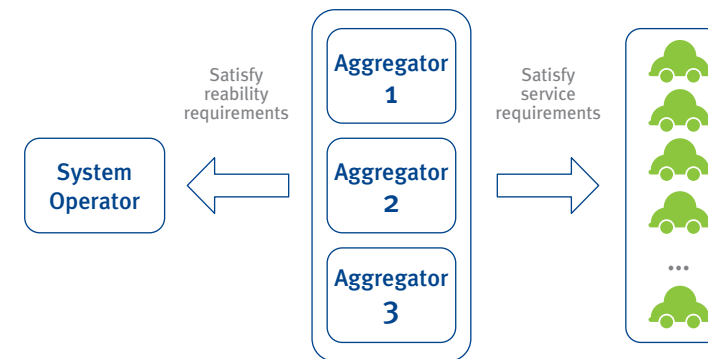 Satisfy
reability
requirements
System
Operator
Aggregator
1
Aggregator
2
Aggregator
3
Satisfy
service
requirements
...